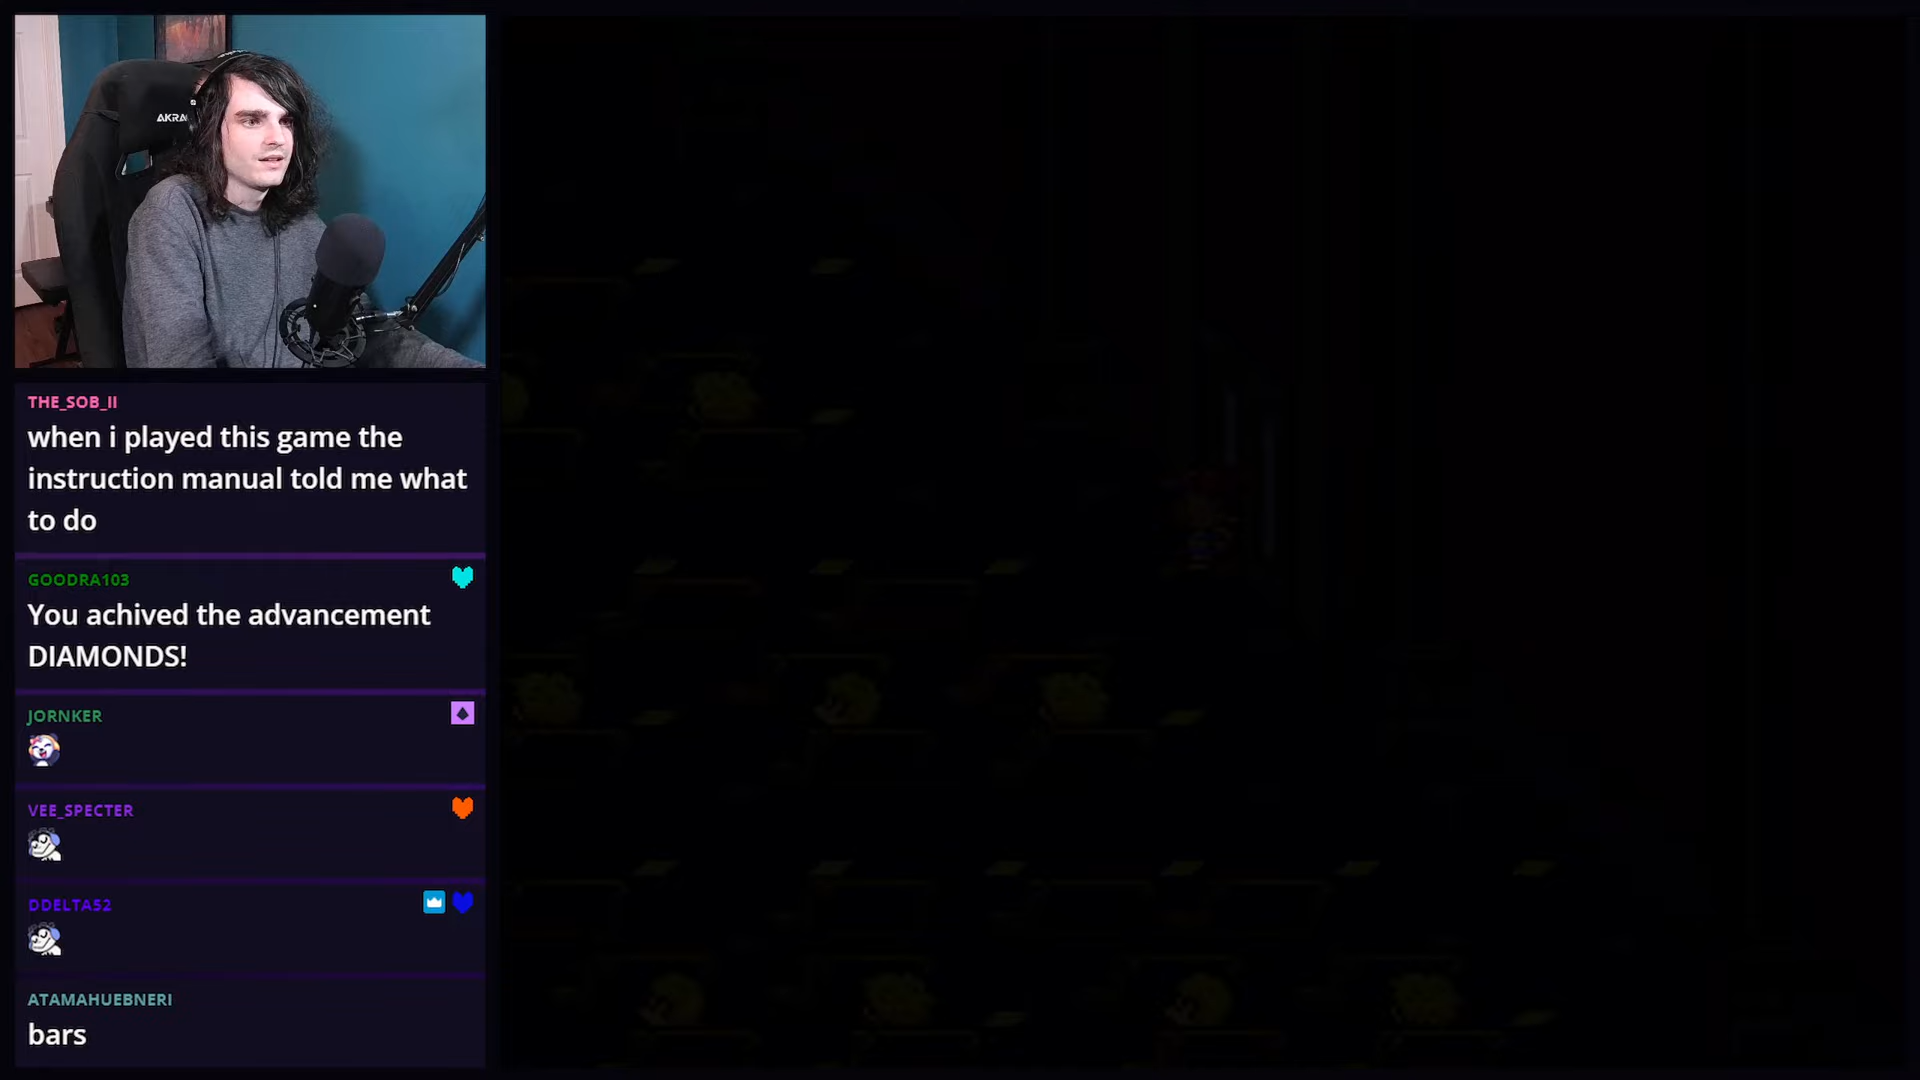 AKRA
THE_SOB_II
when i played this game the
instruction manual told me what
to do
GOODRA103
You achived the advancement
DIAMONDS!
JORNKER
VEE_SPECTER
DDELTA52
ATAMAHUEBNERI
bars